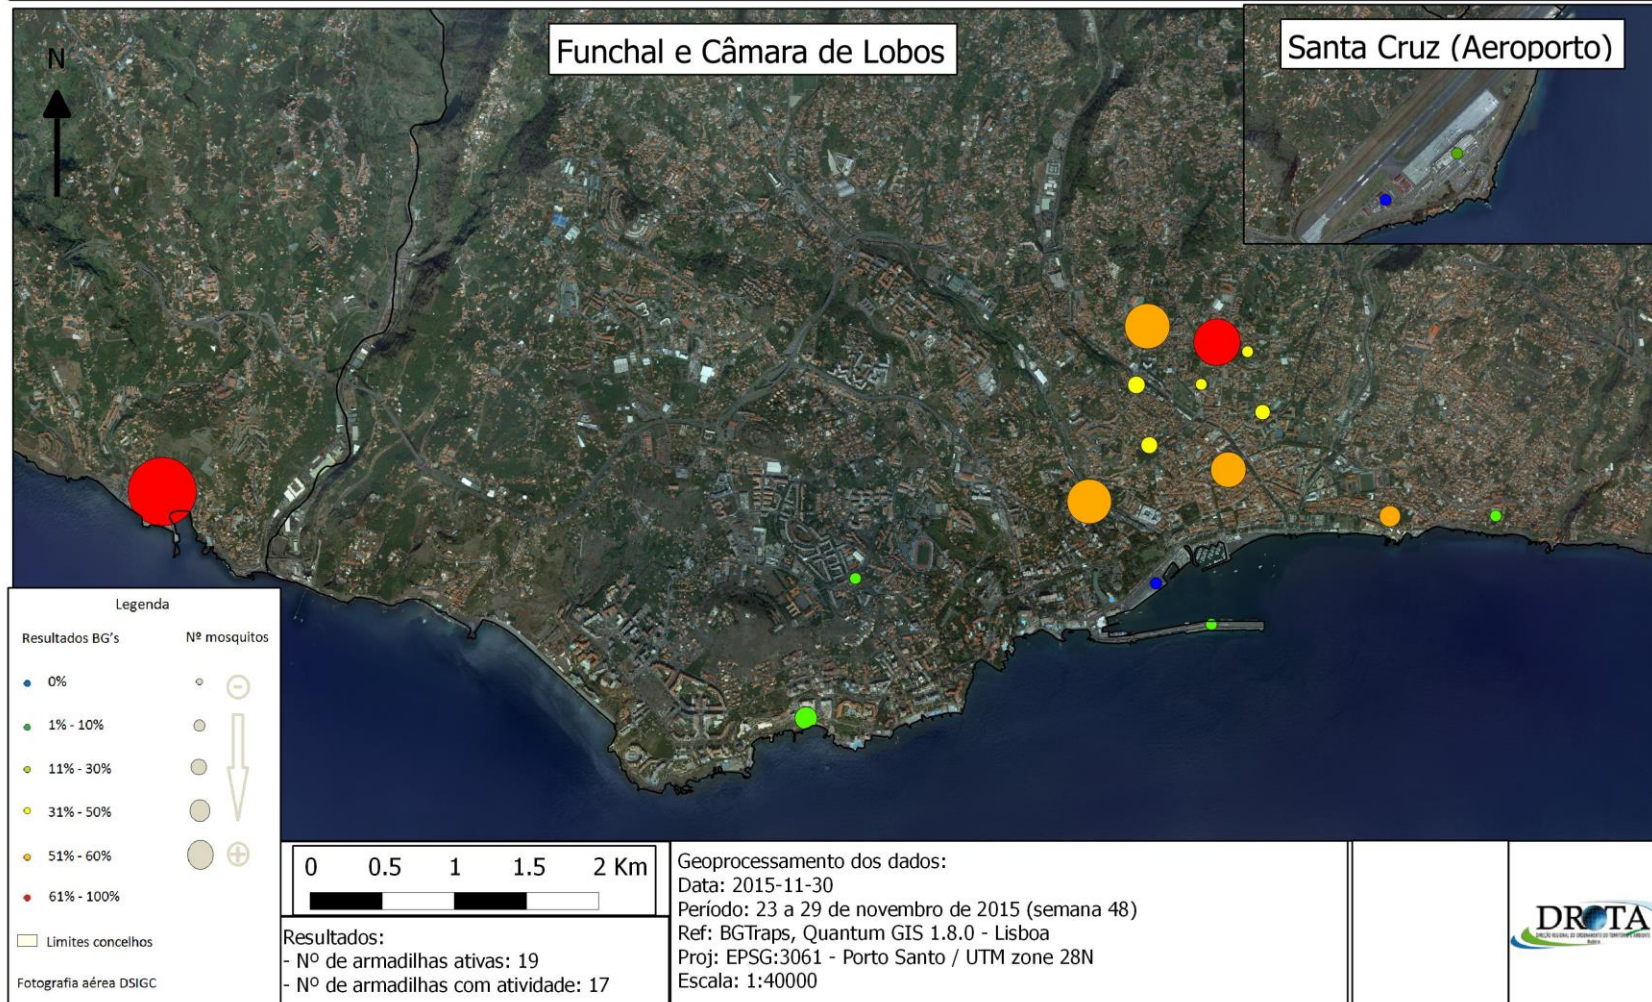 Funchal e Câmara de Lobos
Santa Cruz (Aeroporto)
N
Legenda
Resultados BG's
Nº mosquitos
0%
1% - 10%
11% - 30%
31% - 50%
51% - 60%
61% - 100%
Limites concelhos
Fotografia aérea DSIGC
0 0.5 1 1.5 2 Km
Resultados:
- Nº de armadilhas ativas: 19
- Nº de armadilhas com atividade: 17
Geoprocessamento dos dados:
Data: 2015-11-30
Período: 23 a 29 de novembro de 2015 (semana 48)
Ref: BGTraps, Quantum GIS 1.8.0 - Lisboa
Proj: EPSG:3061 - Porto Santo / UTM zone 28N
Escala: 1:40000
DROTA